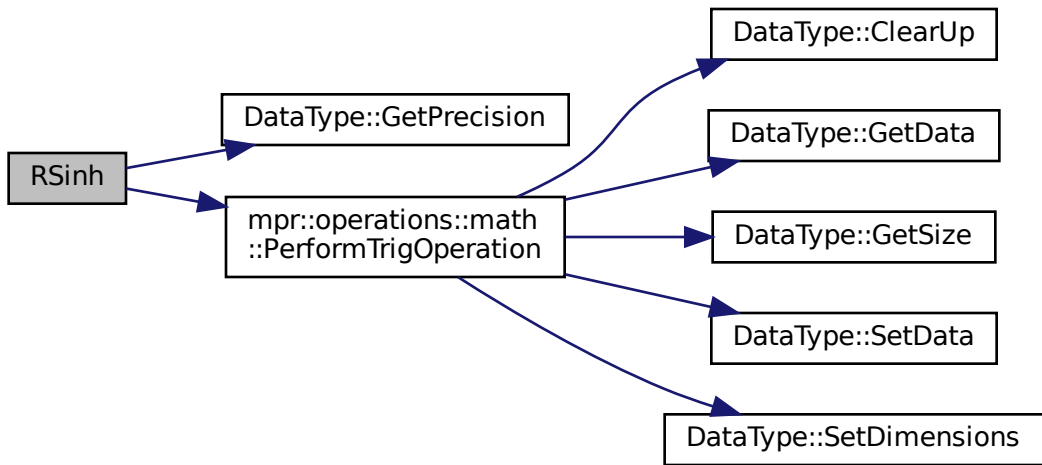 RSinh
DataType::GetPrecision
mpr::operations::math
::PerformTrigOperation
DataType::ClearUp
DataType::GetData
DataType::GetSize
DataType::SetData
DataType::SetDimensions